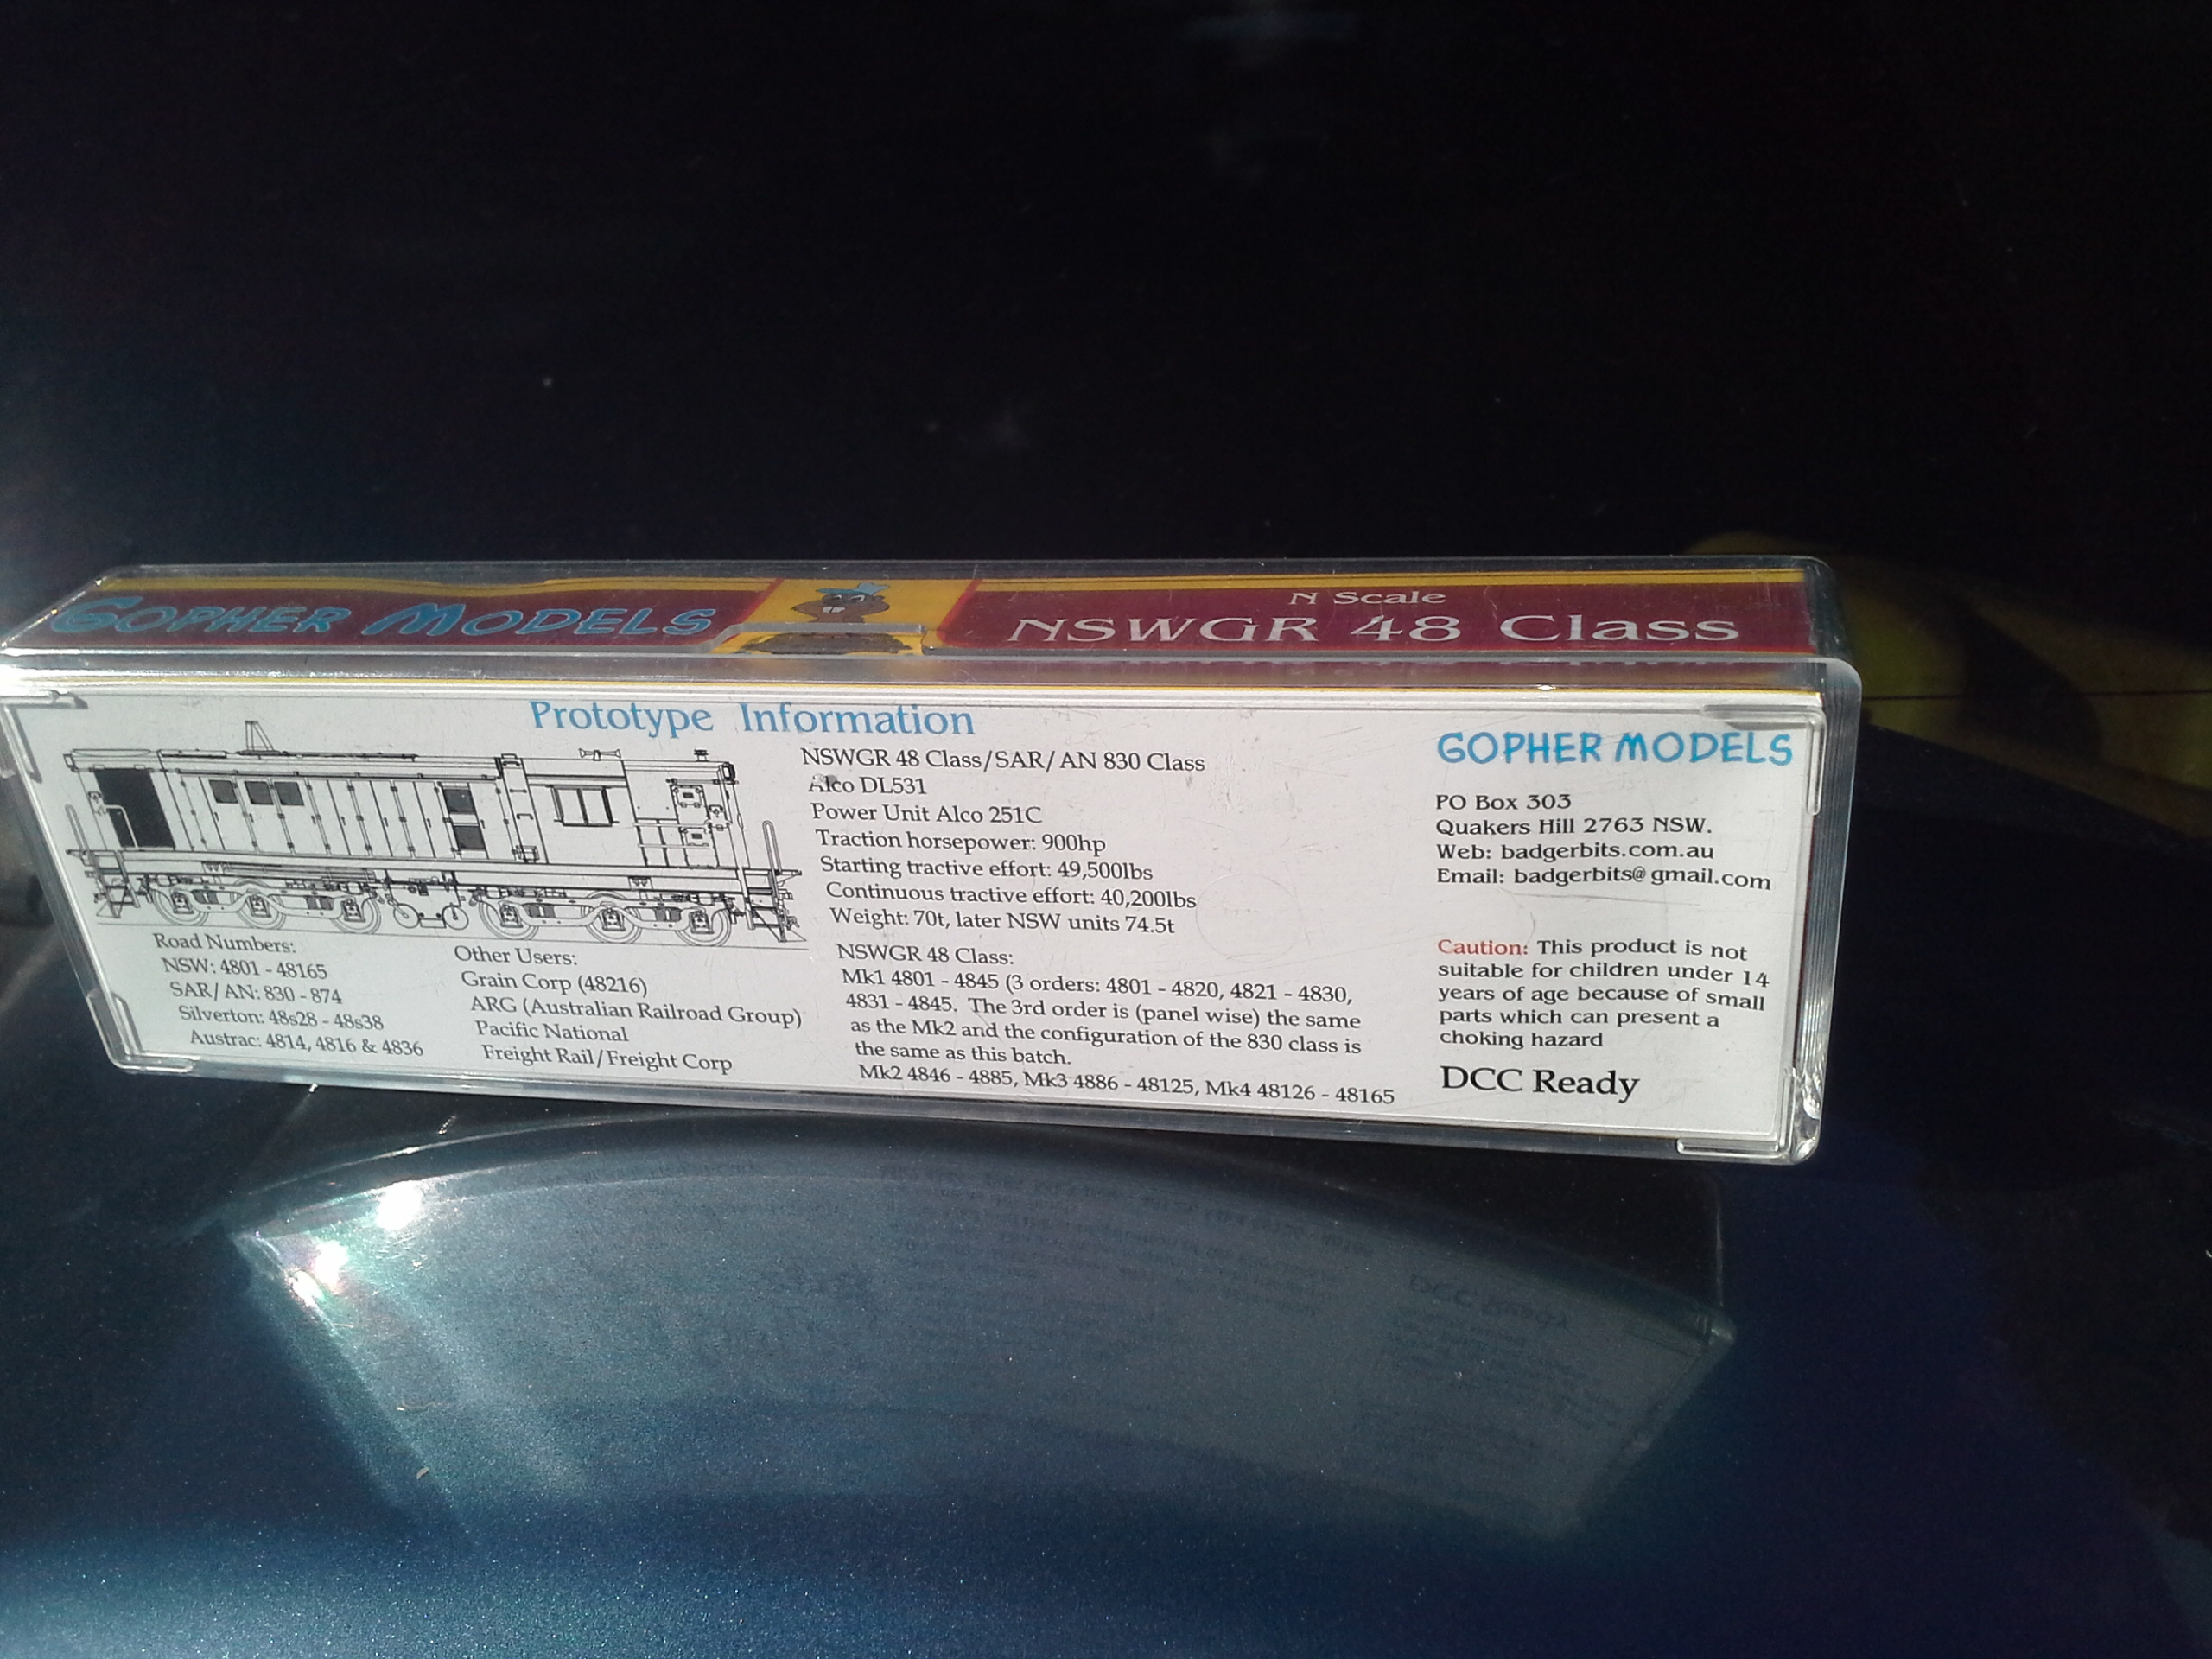 GOPHER MODELS
N Scale
NSWGR 48 Class
Prototype Information
NSWGR 48 Class/SAR/AN 830 Class
Alco DL531
Power Unit Alco 251C
Traction horsepower: 900hp
Starting tractive effort: 49,500lbs
Continuous tractive effort: 40,200lbs
Weight: 70t, later NSW units 74.5t
Road Numbers:
NSW: 4801 - 48165
SAR/AN: 830 - 874
Silverton: 48s28 - 48s38
Austrac: 4814, 4816 & 4836
Other Users:
Grain Corp (48216)
ARG (Australian Railroad Group)
Pacific National
Freight Rail/Freight Corp
NSWGR 48 Class:
Mk1 4801 - 4845 (3 orders: 4801 - 4820, 4821 - 4830,
4831 - 4845. The 3rd order is (panel wise) the same
as the Mk2 and the configuration of the 830 class is
the same as this batch.
Mk2 4846 - 4885, Mk3 4886 - 48125, Mk4 48126 - 48165
GOPHER MODELS
PO Box 303
Quakers Hill 2763 NSW.
Web: badgerbits.com.au
Email: badgerbits@gmail.com
Caution: This product is not
suitable for children under 14
years of age because of small
parts which can present a
choking hazard
DCC Ready